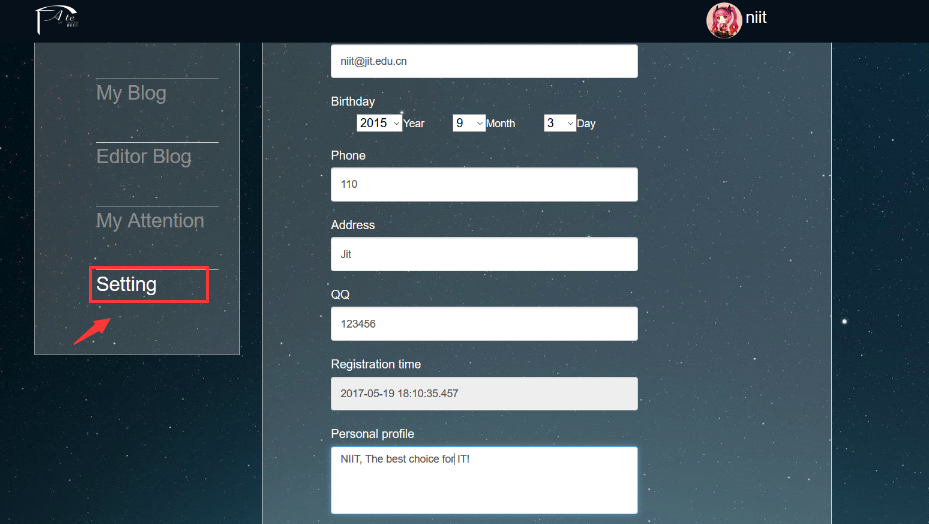 niit
My Blog
Editor Blog
My Attention
Setting
niit@jit.edu.cn
Birthday
2015 Year 9 Month 3 Day
Phone
110
Address
Jit
QQ
123456
Registration time
2017-05-19 18:10:35.457
Personal profile
NIIT, The best choice for IT!